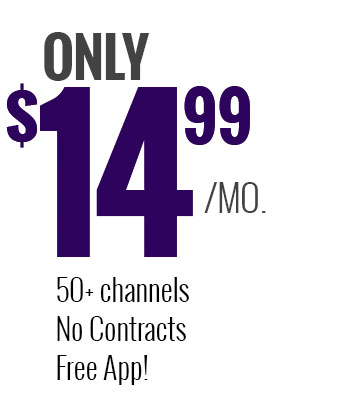 ONLY
$14.99
/MO.
50+ channels
No Contracts
Free App!